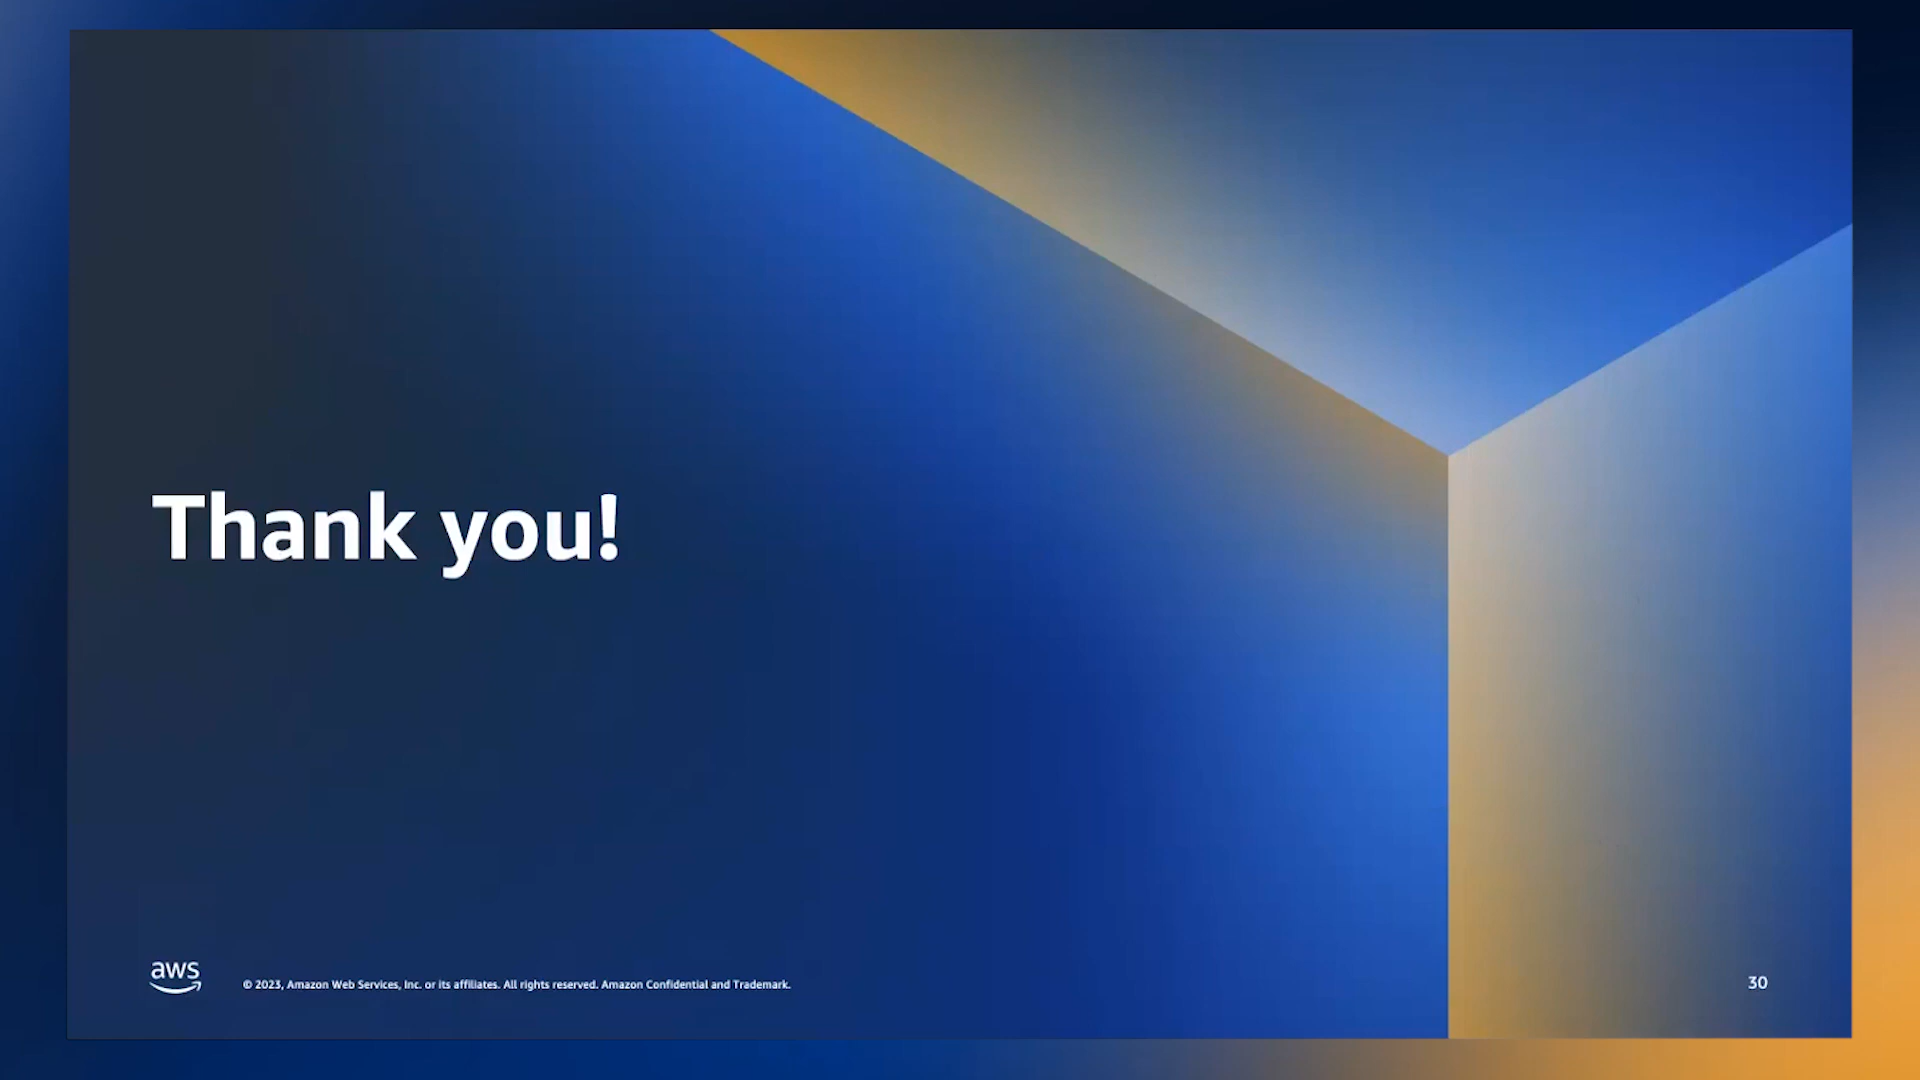 Thank you!
aws
© 2023, Amazon Web Services, Inc. or its affiliates. All rights reserved. Amazon Confidential and Trademark.
30